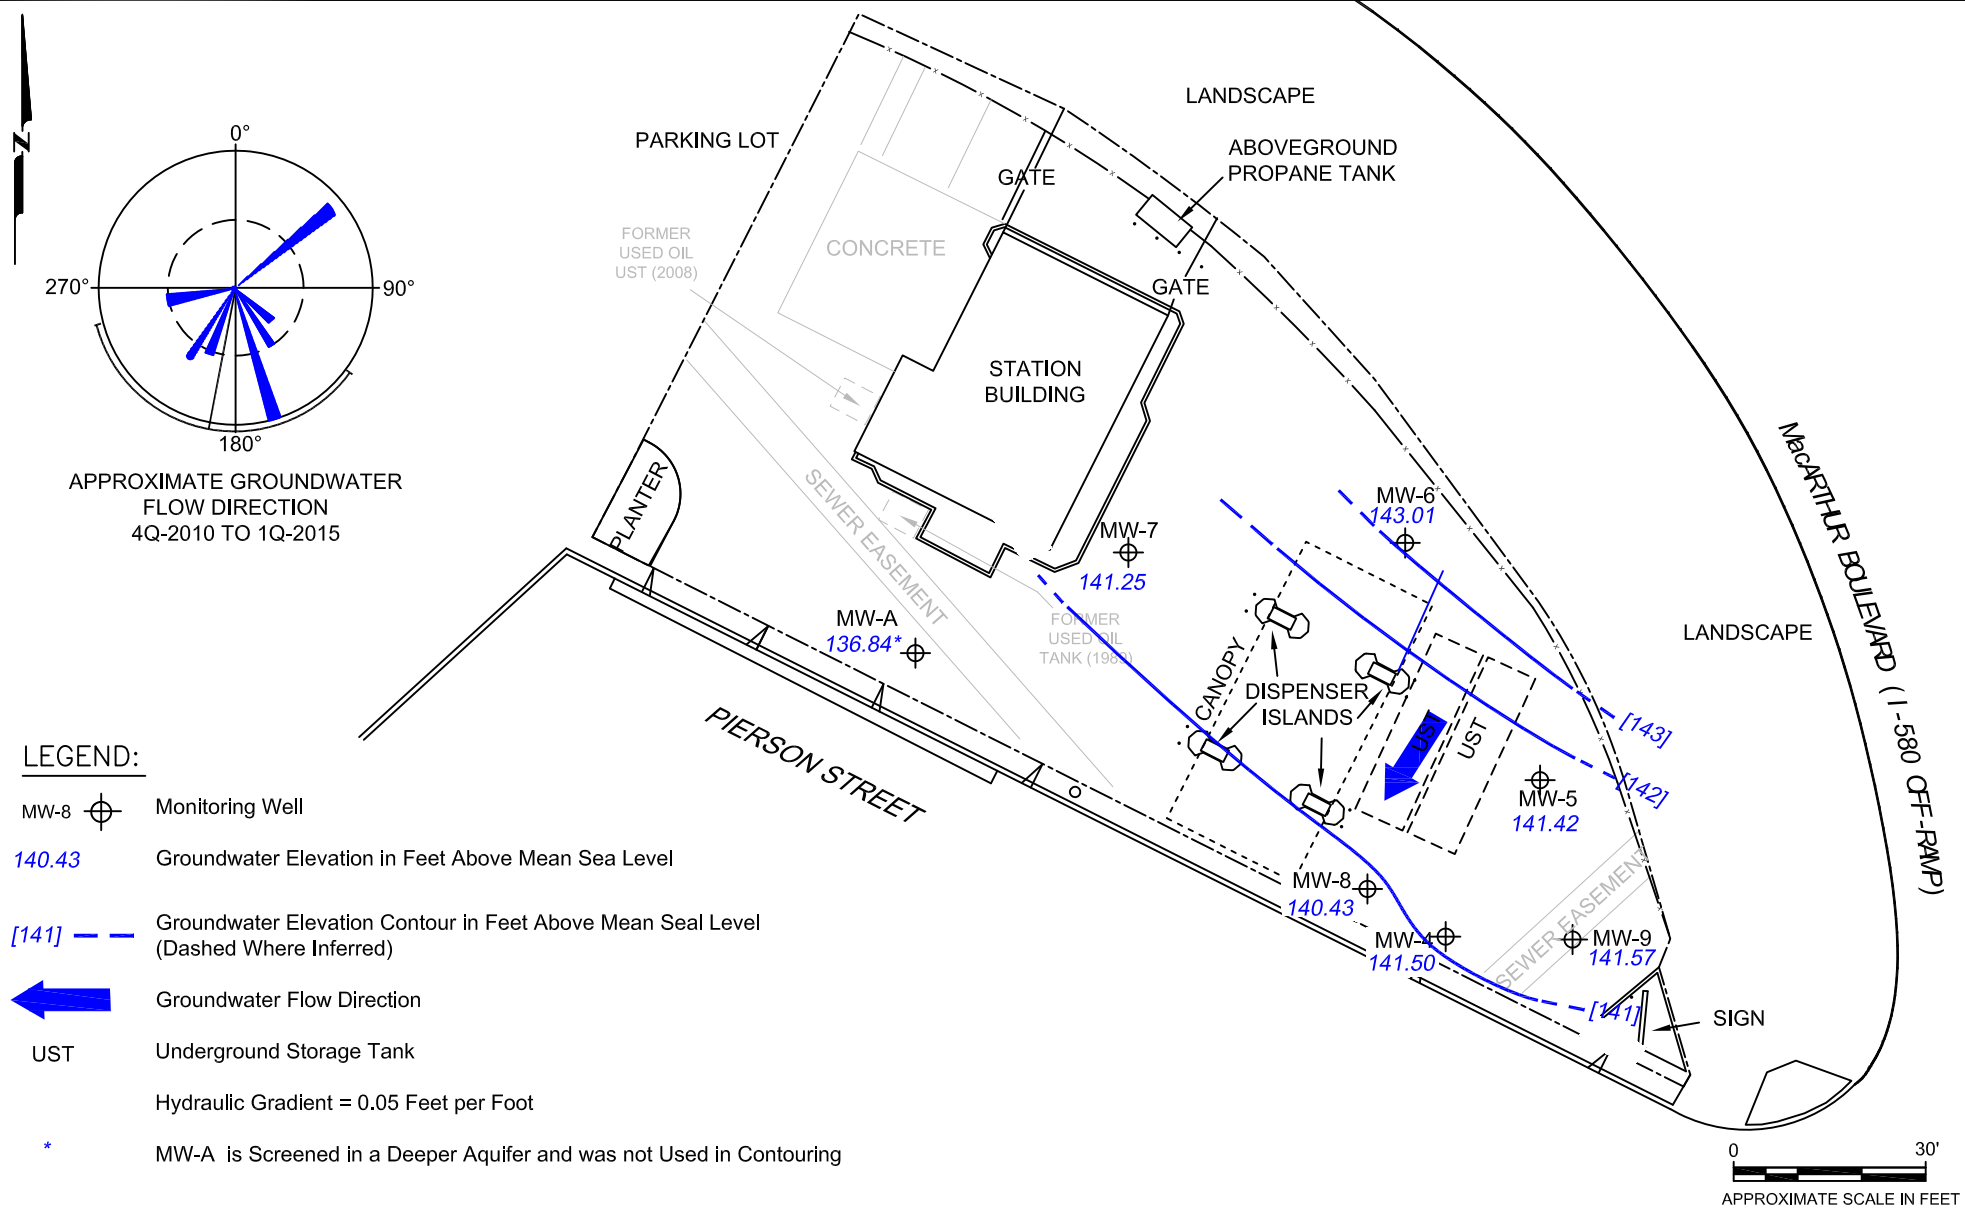 N
0°
90°
180°
270°
APPROXIMATE GROUNDWATER
FLOW DIRECTION
4Q-2010 TO 1Q-2015
PARKING LOT
LANDSCAPE
ABOVEGROUND
PROPANE TANK
GATE
GATE
FORMER
USED OIL
UST (2008)
CONCRETE
STATION
BUILDING
PLANTER
SEWER EASEMENT
MW-A
136.84*
MW-7
141.25
MW-6
143.01
FORMER
USED OIL
TANK (1989)
CANOPY
DISPENSER
ISLANDS
UST
UST
[143]
[142]
MW-5
141.42
LANDSCAPE
MacARTHUR BOULEVARD (I-580 OFF-RAMP)
PIERSON STREET
MW-8
140.43
MW-4
141.50
MW-9
141.57
SEWER EASEMENT
[141]
SIGN
LEGEND:
MW-8 Monitoring Well
140.43 Groundwater Elevation in Feet Above Mean Sea Level
[141] Groundwater Elevation Contour in Feet Above Mean Seal Level
(Dashed Where Inferred)
Groundwater Flow Direction
UST Underground Storage Tank
Hydraulic Gradient = 0.05 Feet per Foot
* MW-A is Screened in a Deeper Aquifer and was not Used in Contouring
0 30'
APPROXIMATE SCALE IN FEET